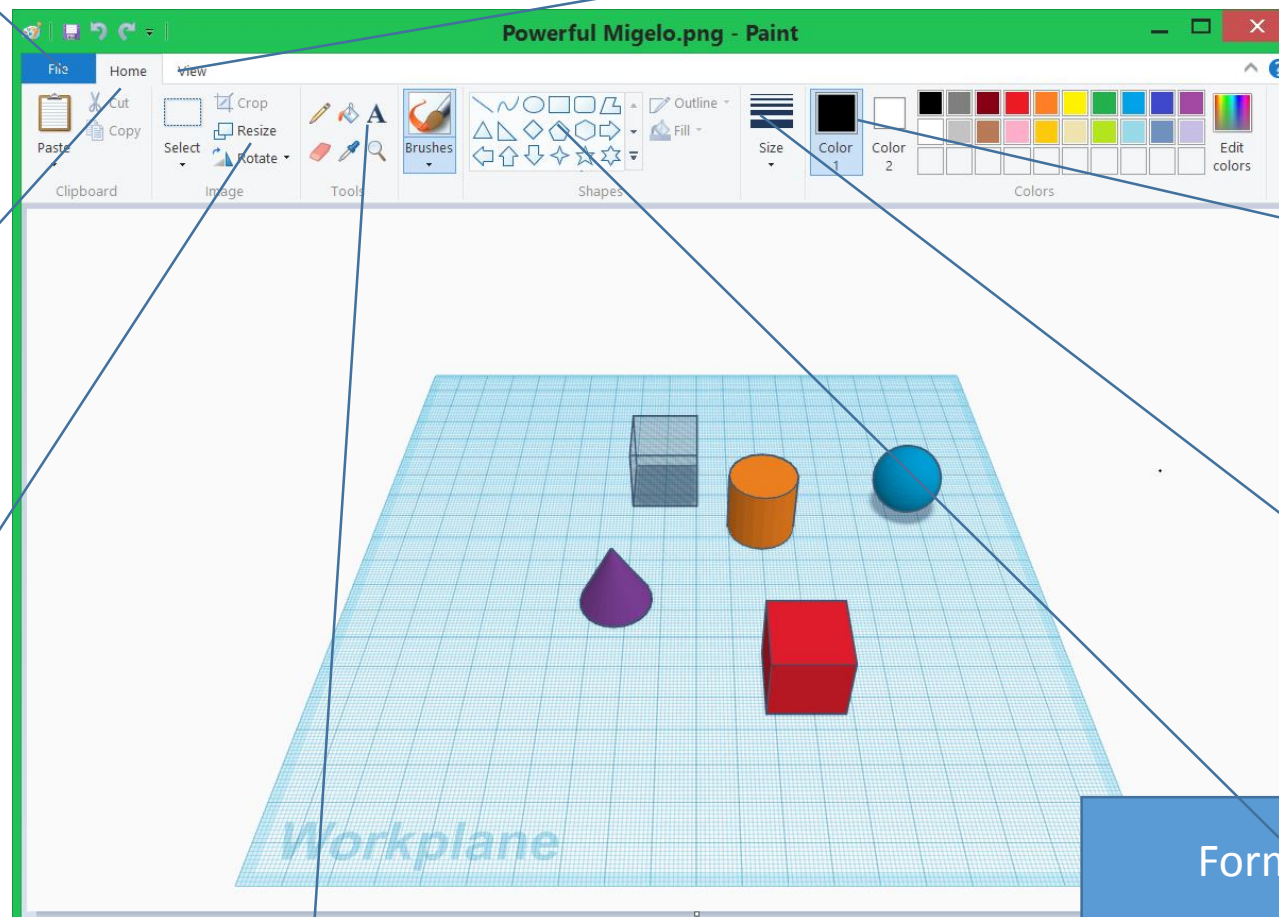 Powerful Migelo.png - Paint
File Home View
Cut
Copy
Paste
Clipboard
Crop
Resize
Rotate
Select
Image
A
Tools
Brushes
Outline
Fill
Shapes
Size
Color 1
Color 2
Edit colors
Colors
Workplane